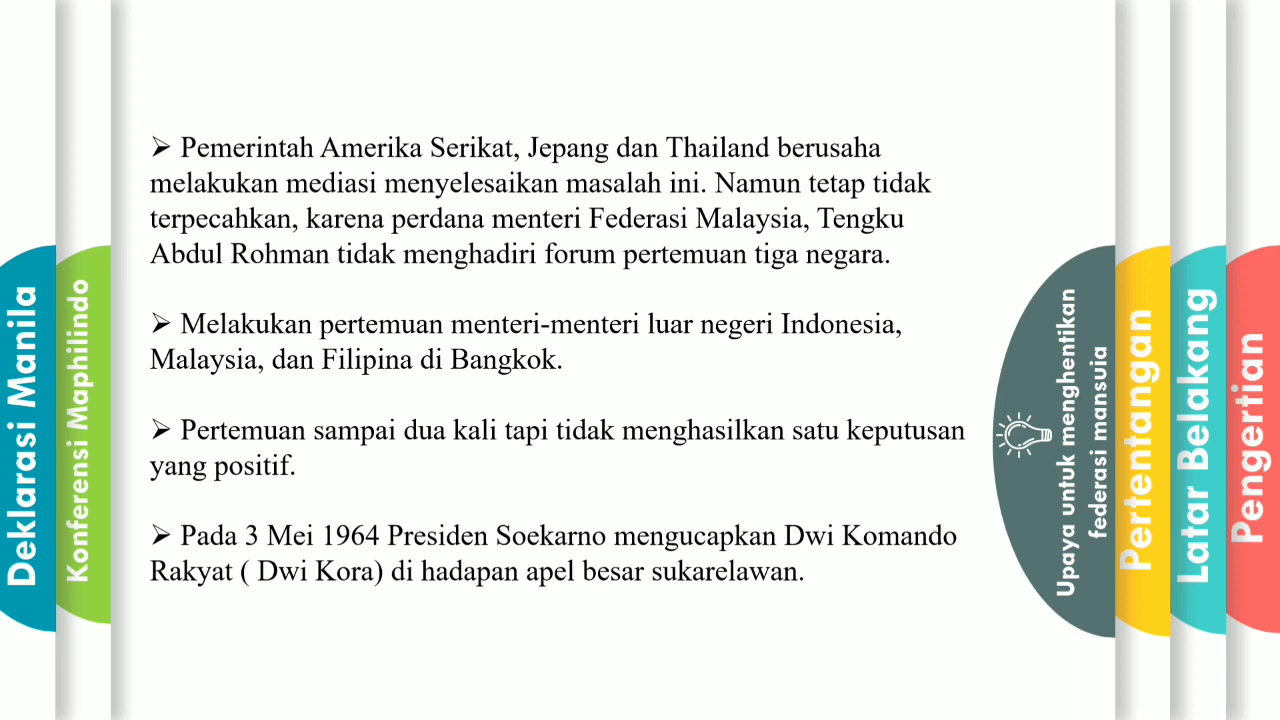 Deklarasi Manila
Konferensi Maphilindo
➢ Pemerintah Amerika Serikat, Jepang dan Thailand berusaha
melakukan mediasi menyelesaikan masalah ini. Namun tetap tidak
terpecahkan, karena perdana menteri Federasi Malaysia, Tengku
Abdul Rohman tidak menghadiri forum pertemuan tiga negara.
➢ Melakukan pertemuan menteri-menteri luar negeri Indonesia,
Malaysia, dan Filipina di Bangkok.
➢ Pertemuan sampai dua kali tapi tidak menghasilkan satu keputusan
yang positif.
➢ Pada 3 Mei 1964 Presiden Soekarno mengucapkan Dwi Komando
Rakyat ( Dwi Kora) di hadapan apel besar sukarelawan.
Upaya untuk menghentikan
federasi mansuia
Pertentangan
Latar Belakang
Pengertian